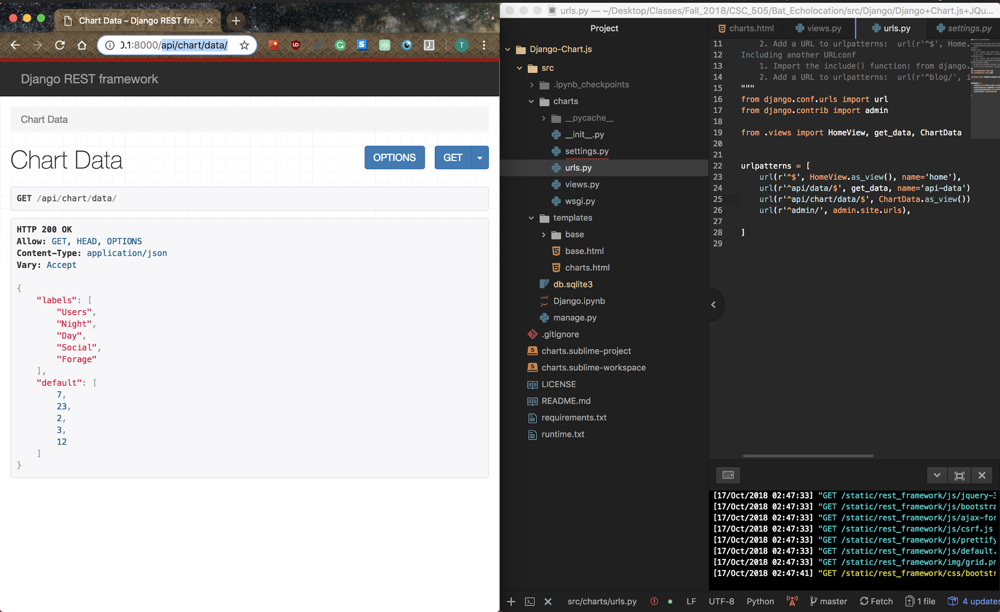 Chart Data – Django REST fran
0.1:8000/api/chart/data/
T
Django REST framework
Chart Data
Chart Data
OPTIONS
GET
GET /api/chart/data/
HTTP 200 OK
Allow: GET, HEAD, OPTIONS
Content-Type: application/json
Vary: Accept
{
"labels": [
"Users",
"Night",
"Day",
"Social",
"Forage"
],
"default": [
7,
23,
2,
3,
12
]
}
urls.py — ~/Desktop/Classes/Fall_2018/CSC_505/Bat_Echolocation/src/Django/Django+Chart.js+JQu...
Project
Django-Chart.js
src
.ipynb_checkpoints
charts
__pycache__
__init__.py
settings.py
urls.py
views.py
wsgi.py
templates
base
base.html
charts.html
db.sqlite3
Django.ipynb
manage.py
.gitignore
charts.sublime-project
charts.sublime-workspace
LICENSE
README.md
requirements.txt
runtime.txt
charts.html
views.py
urls.py
settings.py
11 2. Add a URL to urlpatterns: url(r'^$', Home.
12 Including another URLconf
13 1. Import the include() function: from django.
14 2. Add a URL to urlpatterns: url(r'^blog/', i
15 """
16 from django.conf.urls import url
17 from django.contrib import admin
18
19 from .views import HomeView, get_data, ChartData
20
21
22 urlpatterns = [
23 url(r'^$', HomeView.as_view(), name='home'),
24 url(r'^api/data/$', get_data, name='api-data')
25 url(r'^api/chart/data/$', ChartData.as_view())
26 url(r'^admin/', admin.site.urls),
27
28 ]
29
[17/Oct/2018 02:47:33] "GET /static/rest_framework/js/jquery-3
[17/Oct/2018 02:47:33] "GET /static/rest_framework/js/bootstra
[17/Oct/2018 02:47:33] "GET /static/rest_framework/js/ajax-for
[17/Oct/2018 02:47:33] "GET /static/rest_framework/js/csrf.js
[17/Oct/2018 02:47:33] "GET /static/rest_framework/js/prettify
[17/Oct/2018 02:47:33] "GET /static/rest_framework/js/default.
[17/Oct/2018 02:47:33] "GET /static/rest_framework/img/grid.pn
[17/Oct/2018 02:47:41] "GET /static/rest_framework/css/bootstr
src/charts/urls.py LF UTF-8 Python master Fetch 1 file 4 updates